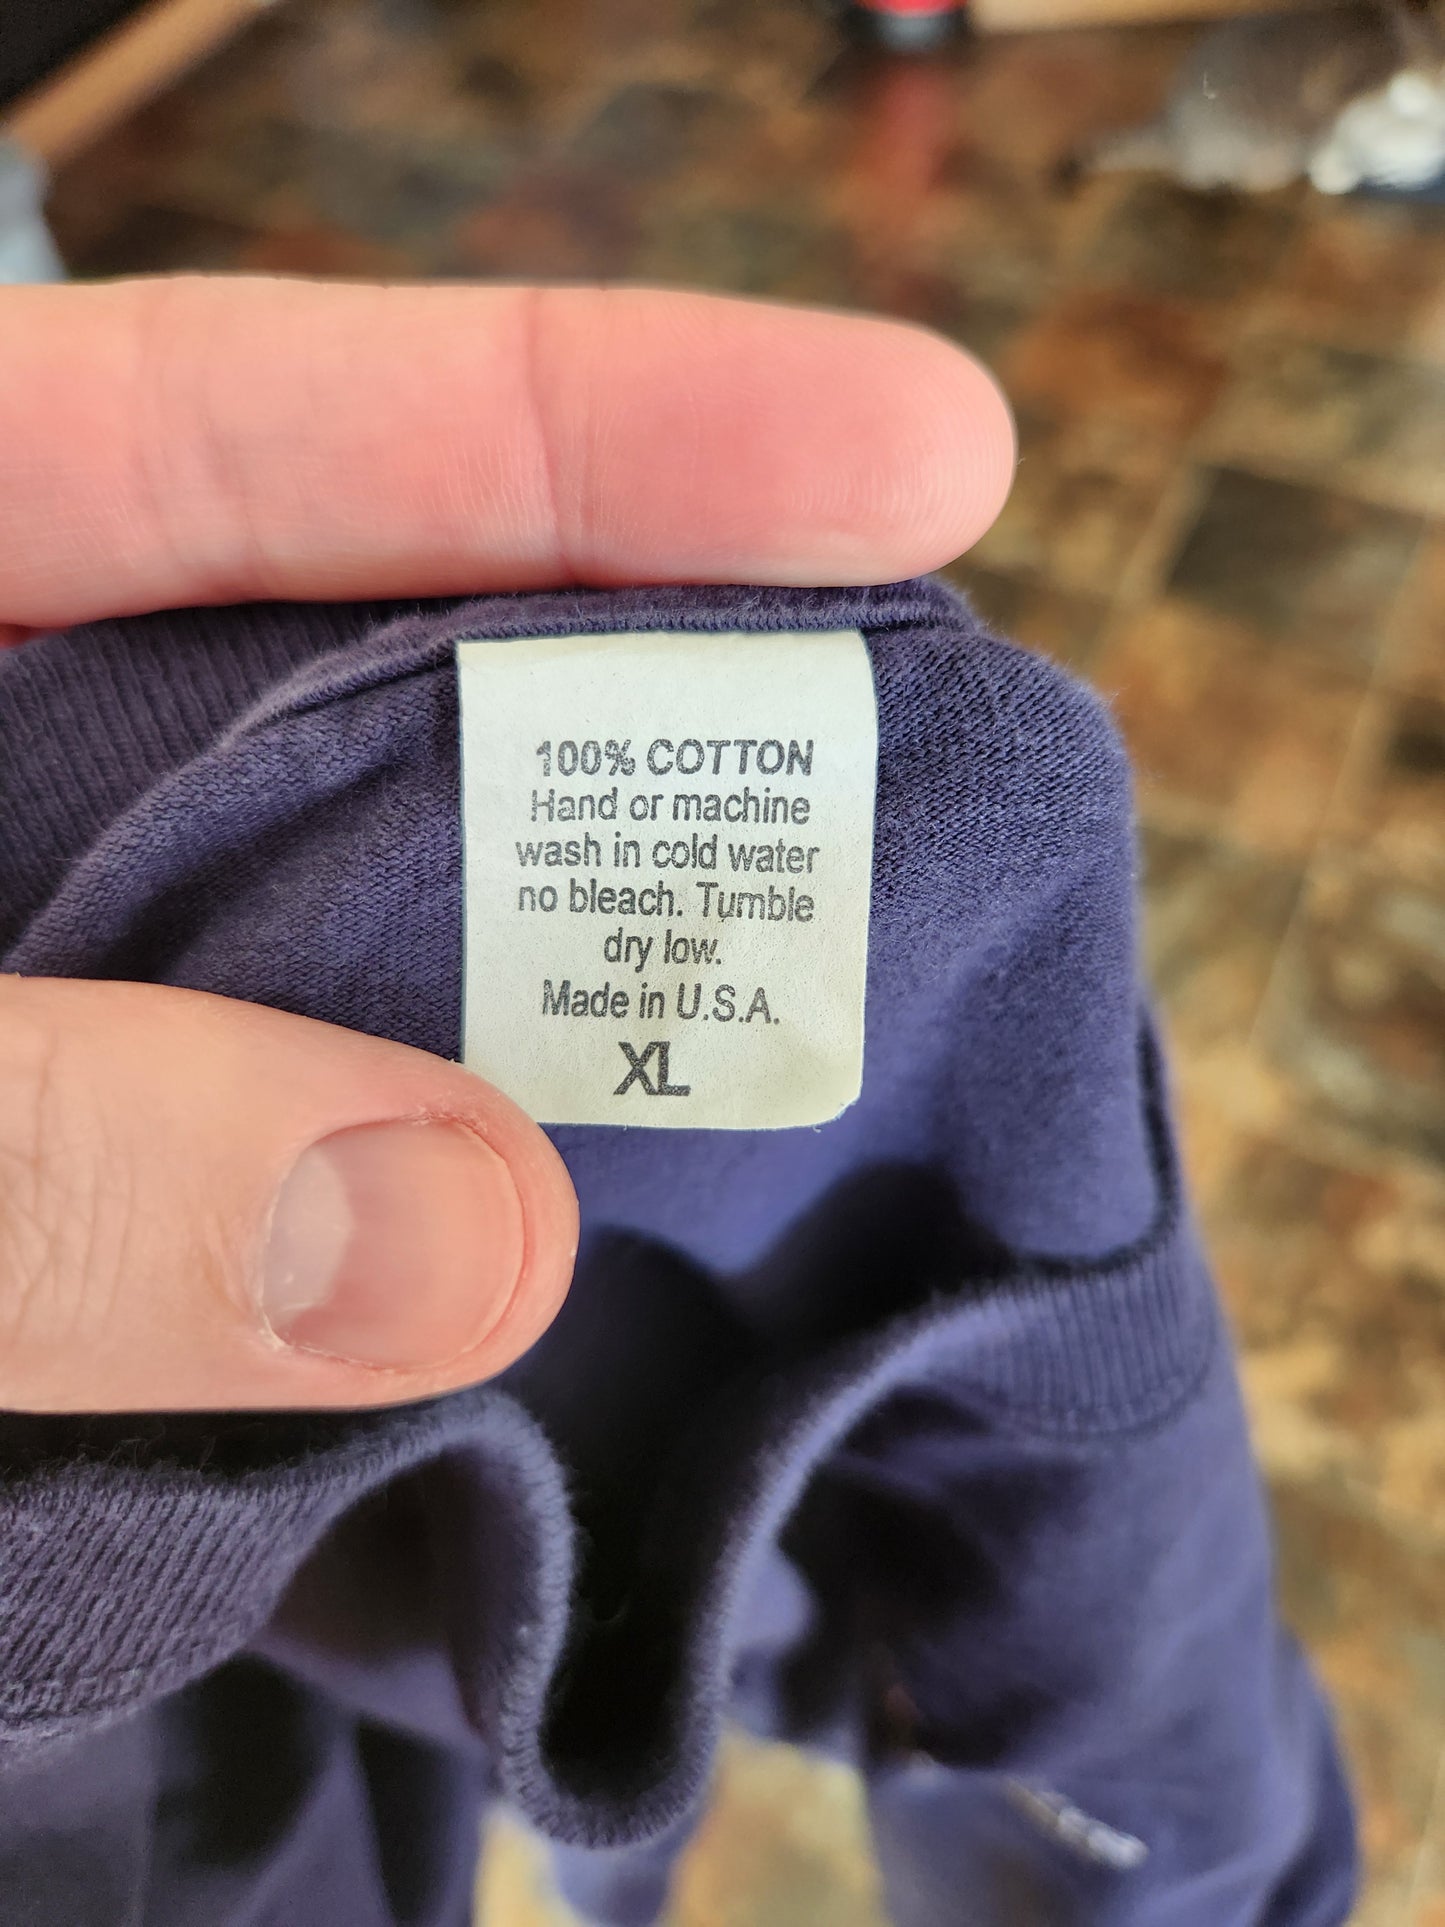 100% COTTON
Hand or machine
wash in cold water
no bleach. Tumble
dry low.
Made in U.S.A.
XL